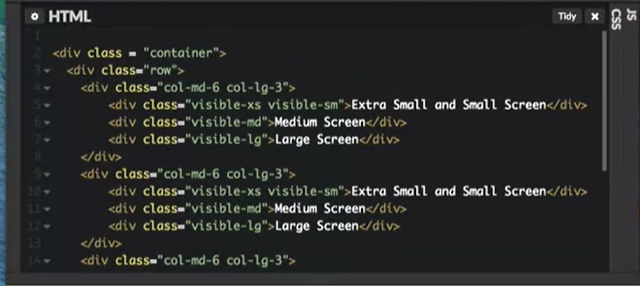 HTML
Tidy
x
CSS
JS
1
2 <div class = "container">
3 <div class="row">
4 <div class="col-md-6 col-lg-3">
5 <div class="visible-xs visible-sm">Extra Small and Small Screen</div>
6 <div class="visible-md">Medium Screen</div>
7 <div class="visible-lg">Large Screen</div>
8 </div>
9 <div class="col-md-6 col-lg-3">
10 <div class="visible-xs visible-sm">Extra Small and Small Screen</div>
11 <div class="visible-md">Medium Screen</div>
12 <div class="visible-lg">Large Screen</div>
13 </div>
14 <div class="col-md-6 col-lg-3">